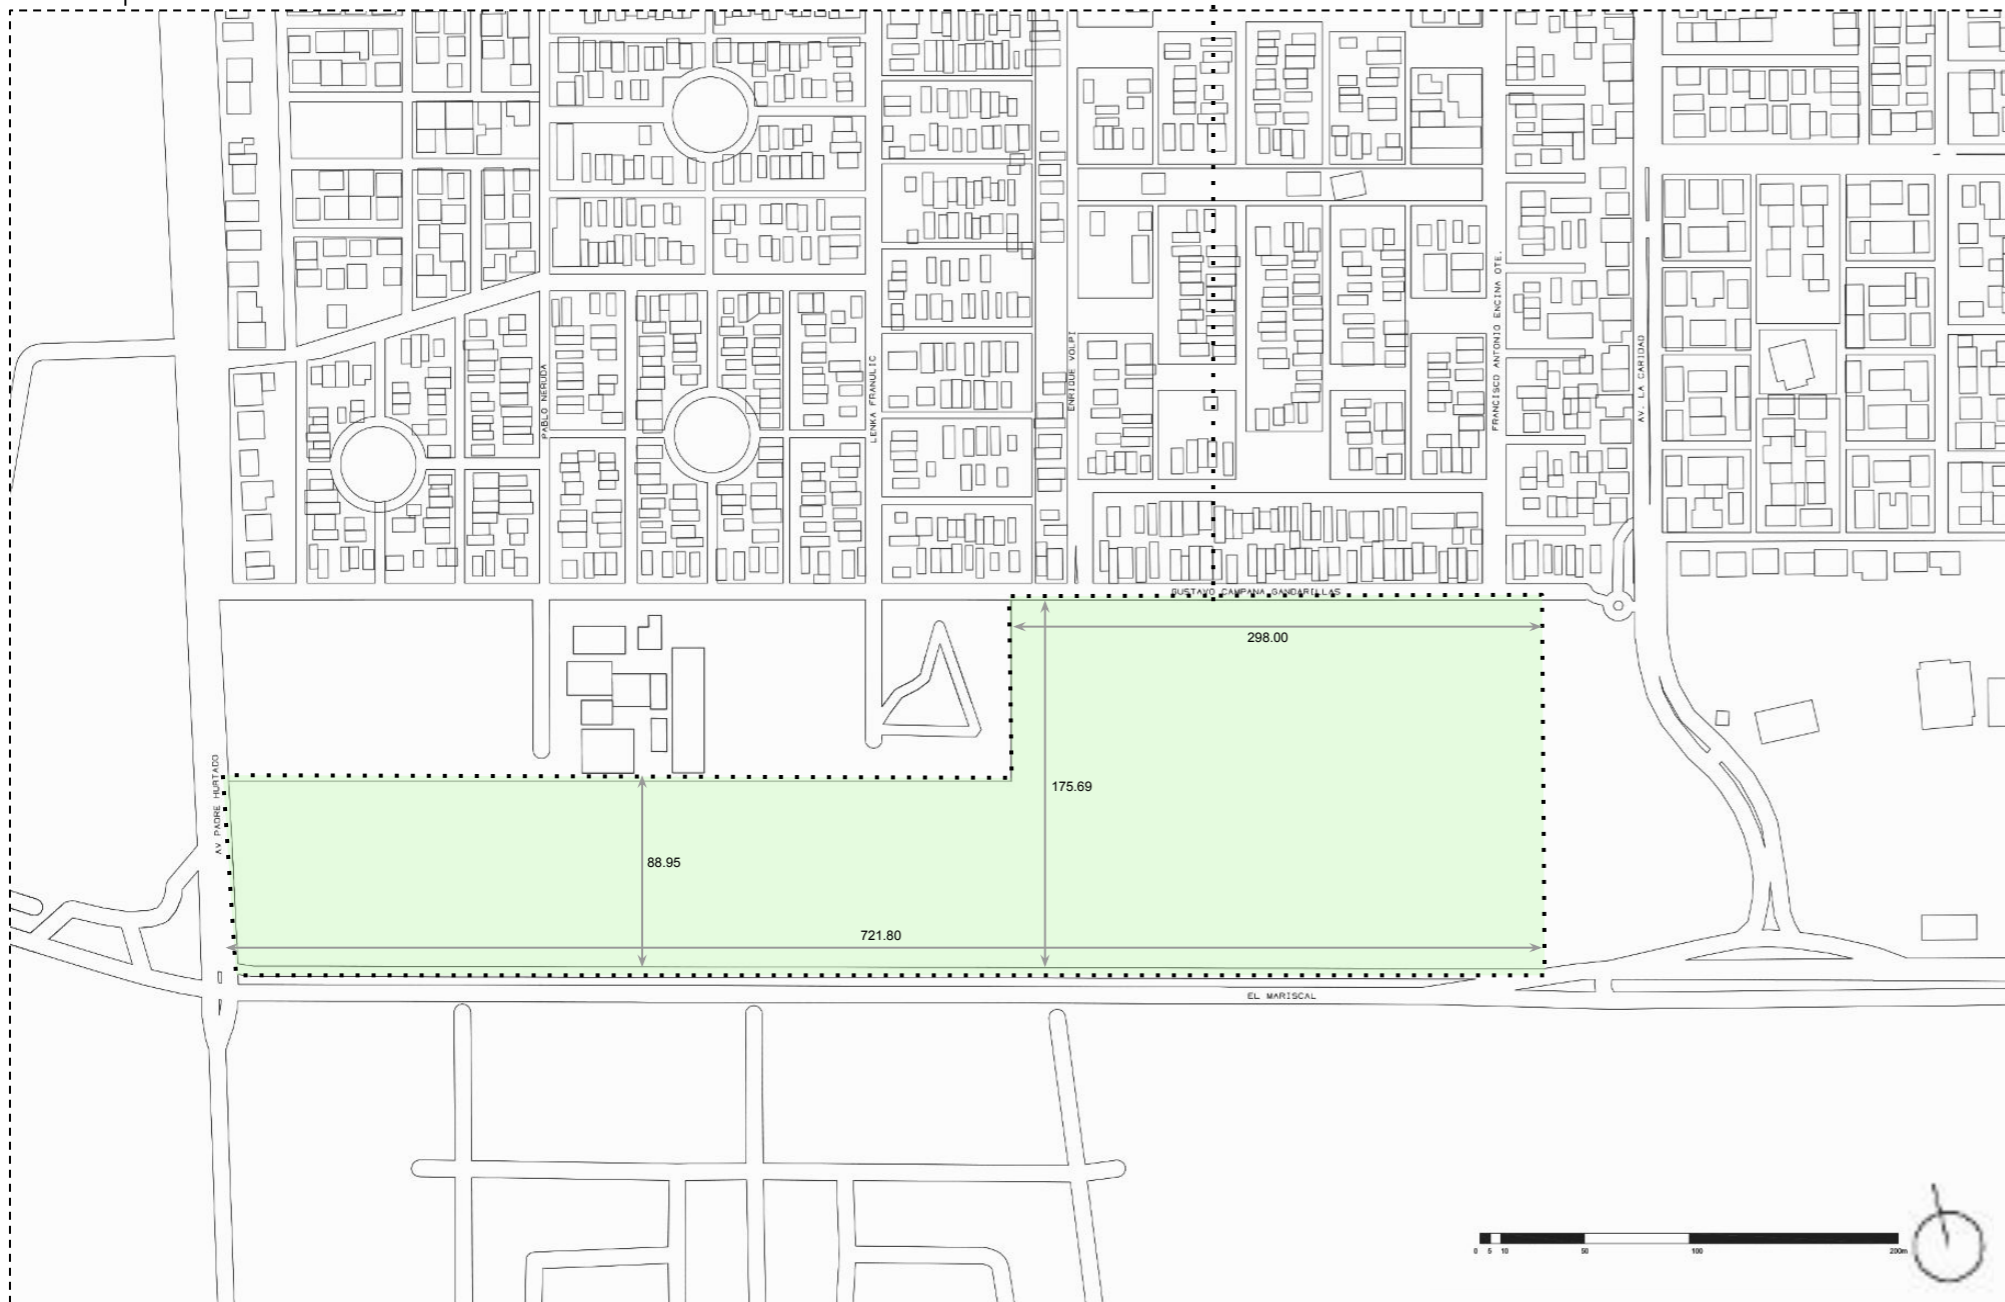 PABLO NERUDA
LENKA FRANULIC
ENRIQUE VOLPI
FRANCISCO ANTONIO ENCINA OTE.
AV. LA CARIDAD
GUSTAVO CAMPANA GANDARILLAS
298.00
AV PADRE HURTADO
175.69
88.95
721.80
EL MARISCAL
0 5 10 50 100 200m